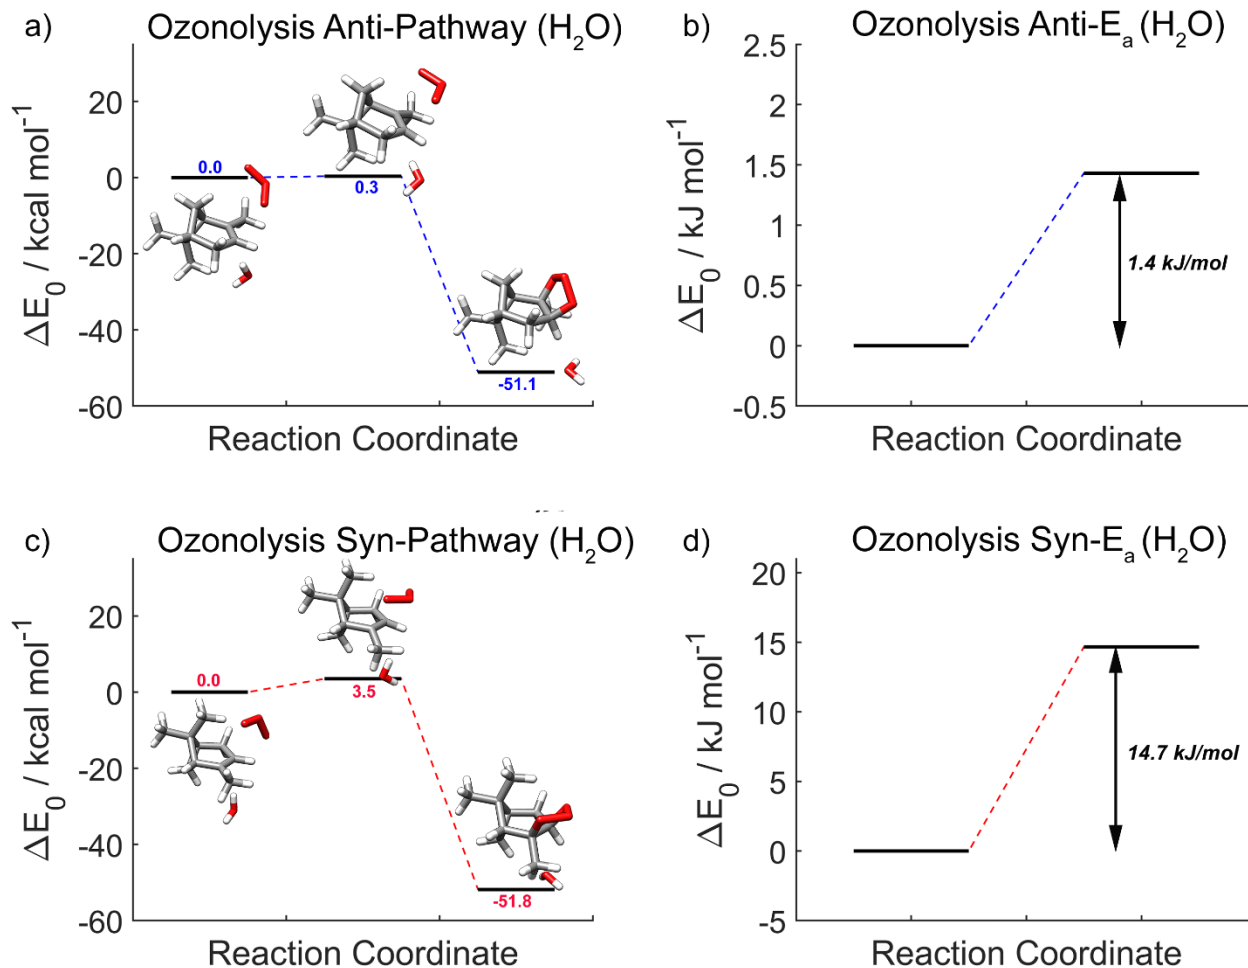 a)
Ozonolysis Anti-Pathway (H₂O)
ΔE₀ / kcal mol⁻¹
20
0
-20
-40
-60
0.0
0.3
-51.1
Reaction Coordinate
b)
Ozonolysis Anti-Eₐ (H₂O)
ΔE₀ / kJ mol⁻¹
2.5
2
1.5
1
0.5
0
-0.5
1.4 kJ/mol
Reaction Coordinate
c)
Ozonolysis Syn-Pathway (H₂O)
ΔE₀ / kcal mol⁻¹
20
0
-20
-40
-60
0.0
3.5
-51.8
Reaction Coordinate
d)
Ozonolysis Syn-Eₐ (H₂O)
ΔE₀ / kJ mol⁻¹
20
15
10
5
0
-5
14.7 kJ/mol
Reaction Coordinate